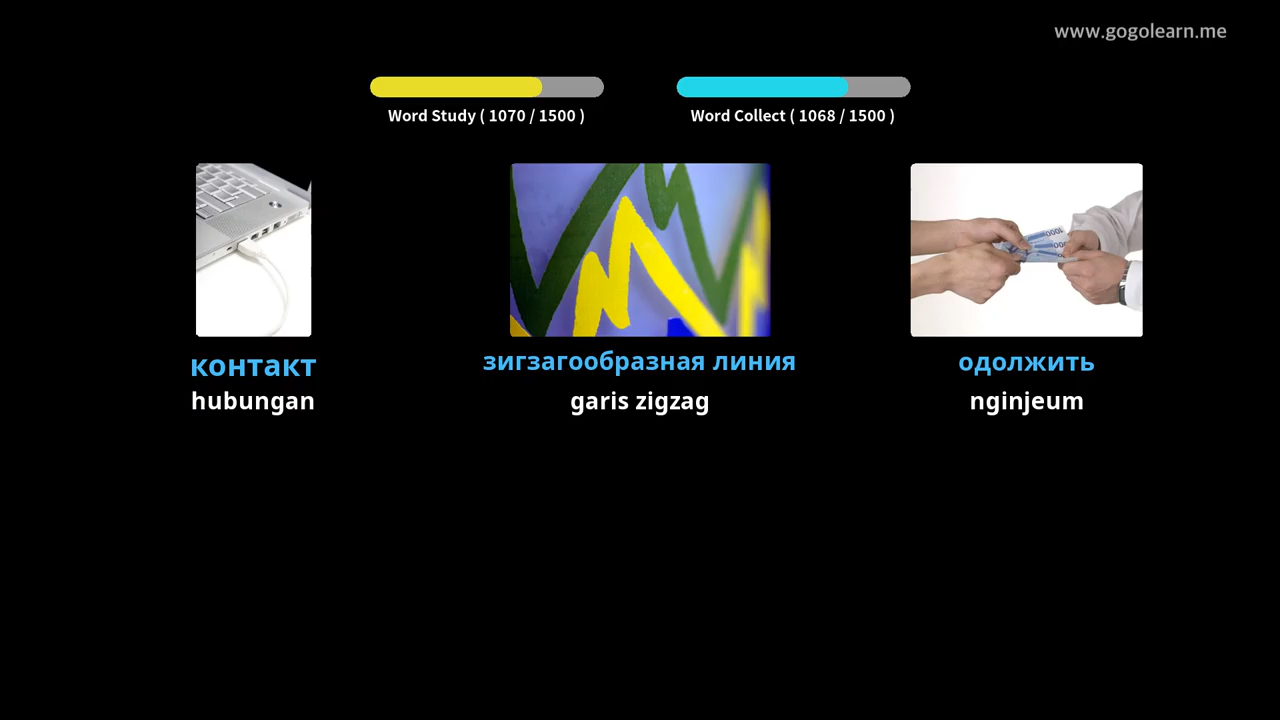 www.gogolearn.me
Word Study ( 1070 / 1500 )
Word Collect ( 1068 / 1500 )
контакт
hubungan
зигзагообразная линия
garis zigzag
одолжить
nginjeum